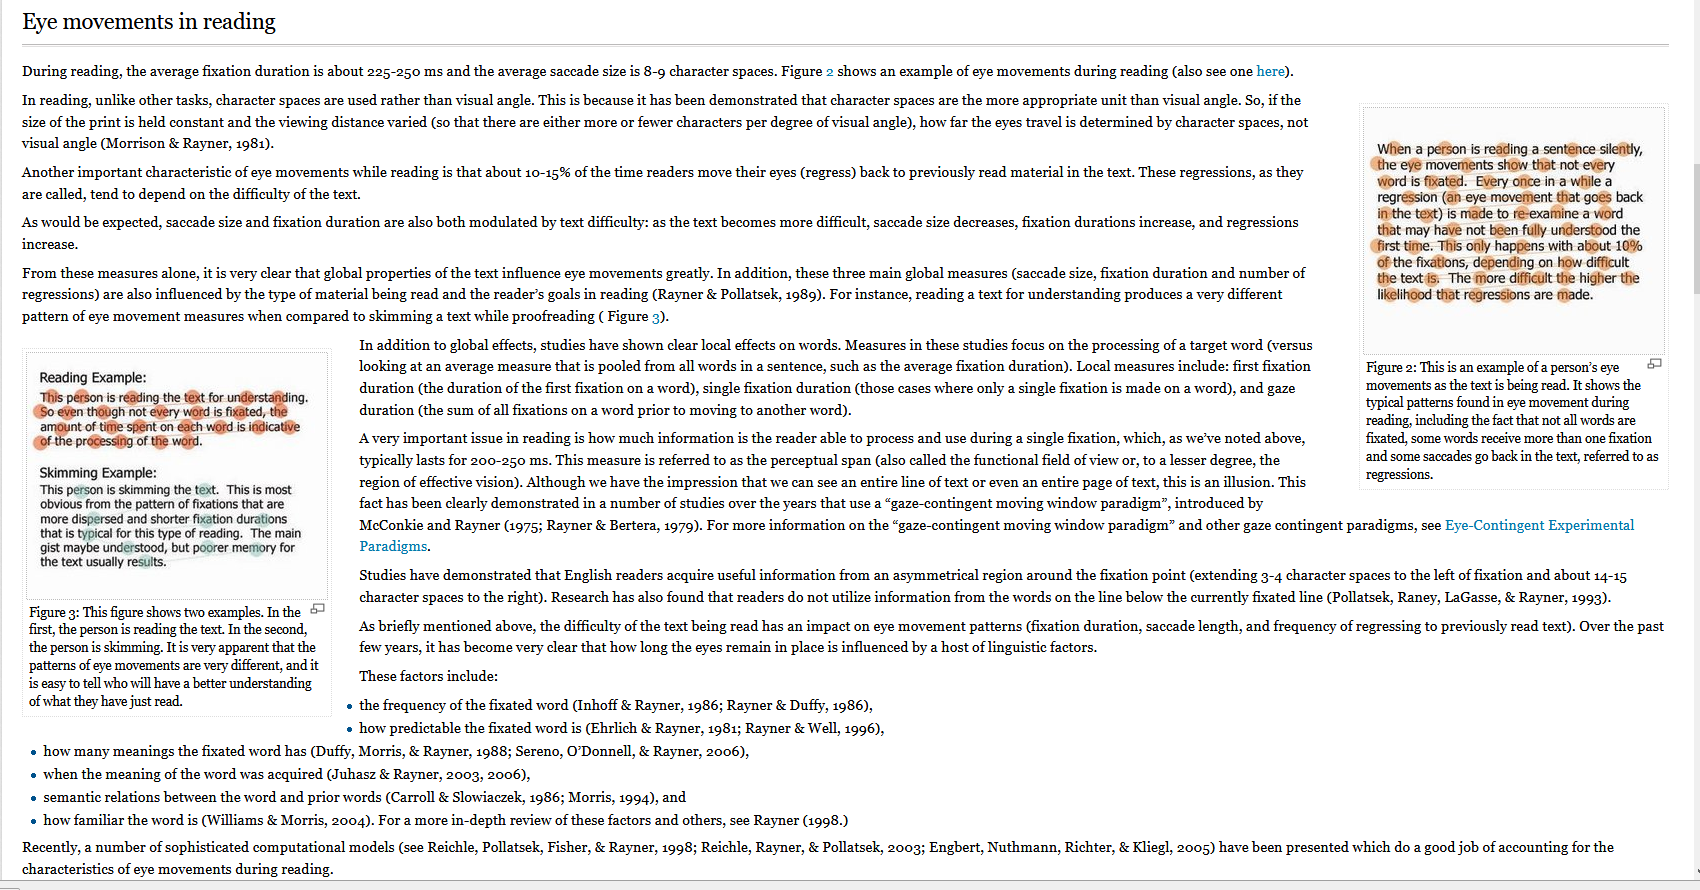 Eye movements in reading
During reading, the average fixation duration is about 225-250 ms and the average saccade size is 8-9 character spaces. Figure 2 shows an example of eye movements during reading (also see one here).
In reading, unlike other tasks, character spaces are used rather than visual angle. This is because it has been demonstrated that character spaces are the more appropriate unit than visual angle. So, if the
size of the print is held constant and the viewing distance varied (so that there are either more or fewer characters per degree of visual angle), how far the eyes travel is determined by character spaces, not
visual angle (Morrison & Rayner, 1981).
Another important characteristic of eye movements while reading is that about 10-15% of the time readers move their eyes (regress) back to previously read material in the text. These regressions, as they
are called, tend to depend on the difficulty of the text.
As would be expected, saccade size and fixation duration are also both modulated by text difficulty: as the text becomes more difficult, saccade size decreases, fixation durations increase, and regressions
increase.
From these measures alone, it is very clear that global properties of the text influence eye movements greatly. In addition, these three main global measures (saccade size, fixation duration and number of
regressions) are also influenced by the type of material being read and the reader's goals in reading (Rayner & Pollatsek, 1989). For instance, reading a text for understanding produces a very different
pattern of eye movement measures when compared to skimming a text while proofreading ( Figure 3).
When a person is reading a sentence silently,
the eye movements show that not every
word is fixated. Every once in a while a
regression (an eye movement that goes back
in the text) is made to re-examine a word
that may have not been fully understood the
first time. This only happens with about 10%
of the fixations, depending on how difficult
the text is. The more difficult the higher the
likelihood that regressions are made.
Figure 2: This is an example of a person's eye
movements as the text is being read. It shows the
typical patterns found in eye movement during
reading, including the fact that not all words are
fixated, some words receive more than one fixation
and some saccades go back in the text, referred to as
regressions.
Reading Example:
This person is reading the text for understanding.
So even though not every word is fixated, the
amount of time spent on each word is indicative
of the processing of the word.
Skimming Example:
This person is skimming the text. This is most
obvious from the pattern of fixations that are
more dispersed and shorter fixation durations
that is typical for this type of reading. The main
gist maybe understood, but poorer memory for
the text usually results.
Figure 3: This figure shows two examples. In the
first, the person is reading the text. In the second,
the person is skimming. It is very apparent that the
patterns of eye movements are very different, and it
is easy to tell who will have a better understanding
of what they have just read.
In addition to global effects, studies have shown clear local effects on words. Measures in these studies focus on the processing of a target word (versus
looking at an average measure that is pooled from all words in a sentence, such as the average fixation duration). Local measures include: first fixation
duration (the duration of the first fixation on a word), single fixation duration (those cases where only a single fixation is made on a word), and gaze
duration (the sum of all fixations on a word prior to moving to another word).
A very important issue in reading is how much information is the reader able to process and use during a single fixation, which, as we've noted above,
typically lasts for 200-250 ms. This measure is referred to as the perceptual span (also called the functional field of view or, to a lesser degree, the
region of effective vision). Although we have the impression that we can see an entire line of text or even an entire page of text, this is an illusion. This
fact has been clearly demonstrated in a number of studies over the years that use a “gaze-contingent moving window paradigm”, introduced by
McConkie and Rayner (1975; Rayner & Bertera, 1979). For more information on the “gaze-contingent moving window paradigm” and other gaze contingent paradigms, see Eye-Contingent Experimental
Paradigms.
Studies have demonstrated that English readers acquire useful information from an asymmetrical region around the fixation point (extending 3-4 character spaces to the left of fixation and about 14-15
character spaces to the right). Research has also found that readers do not utilize information from the words on the line below the currently fixated line (Pollatsek, Raney, LaGasse, & Rayner, 1993).
As briefly mentioned above, the difficulty of the text being read has an impact on eye movement patterns (fixation duration, saccade length, and frequency of regressing to previously read text). Over the past
few years, it has become very clear that how long the eyes remain in place is influenced by a host of linguistic factors.
These factors include:
• the frequency of the fixated word (Inhoff & Rayner, 1986; Rayner & Duffy, 1986),
• how predictable the fixated word is (Ehrlich & Rayner, 1981; Rayner & Well, 1996),
• how many meanings the fixated word has (Duffy, Morris, & Rayner, 1988; Sereno, O'Donnell, & Rayner, 2006),
• when the meaning of the word was acquired (Juhasz & Rayner, 2003, 2006),
• semantic relations between the word and prior words (Carroll & Slowiaczek, 1986; Morris, 1994), and
• how familiar the word is (Williams & Morris, 2004). For a more in-depth review of these factors and others, see Rayner (1998.)
Recently, a number of sophisticated computational models (see Reichle, Pollatsek, Fisher, & Rayner, 1998; Reichle, Rayner, & Pollatsek, 2003; Engbert, Nuthmann, Richter, & Kliegl, 2005) have been presented which do a good job of accounting for the
characteristics of eye movements during reading.